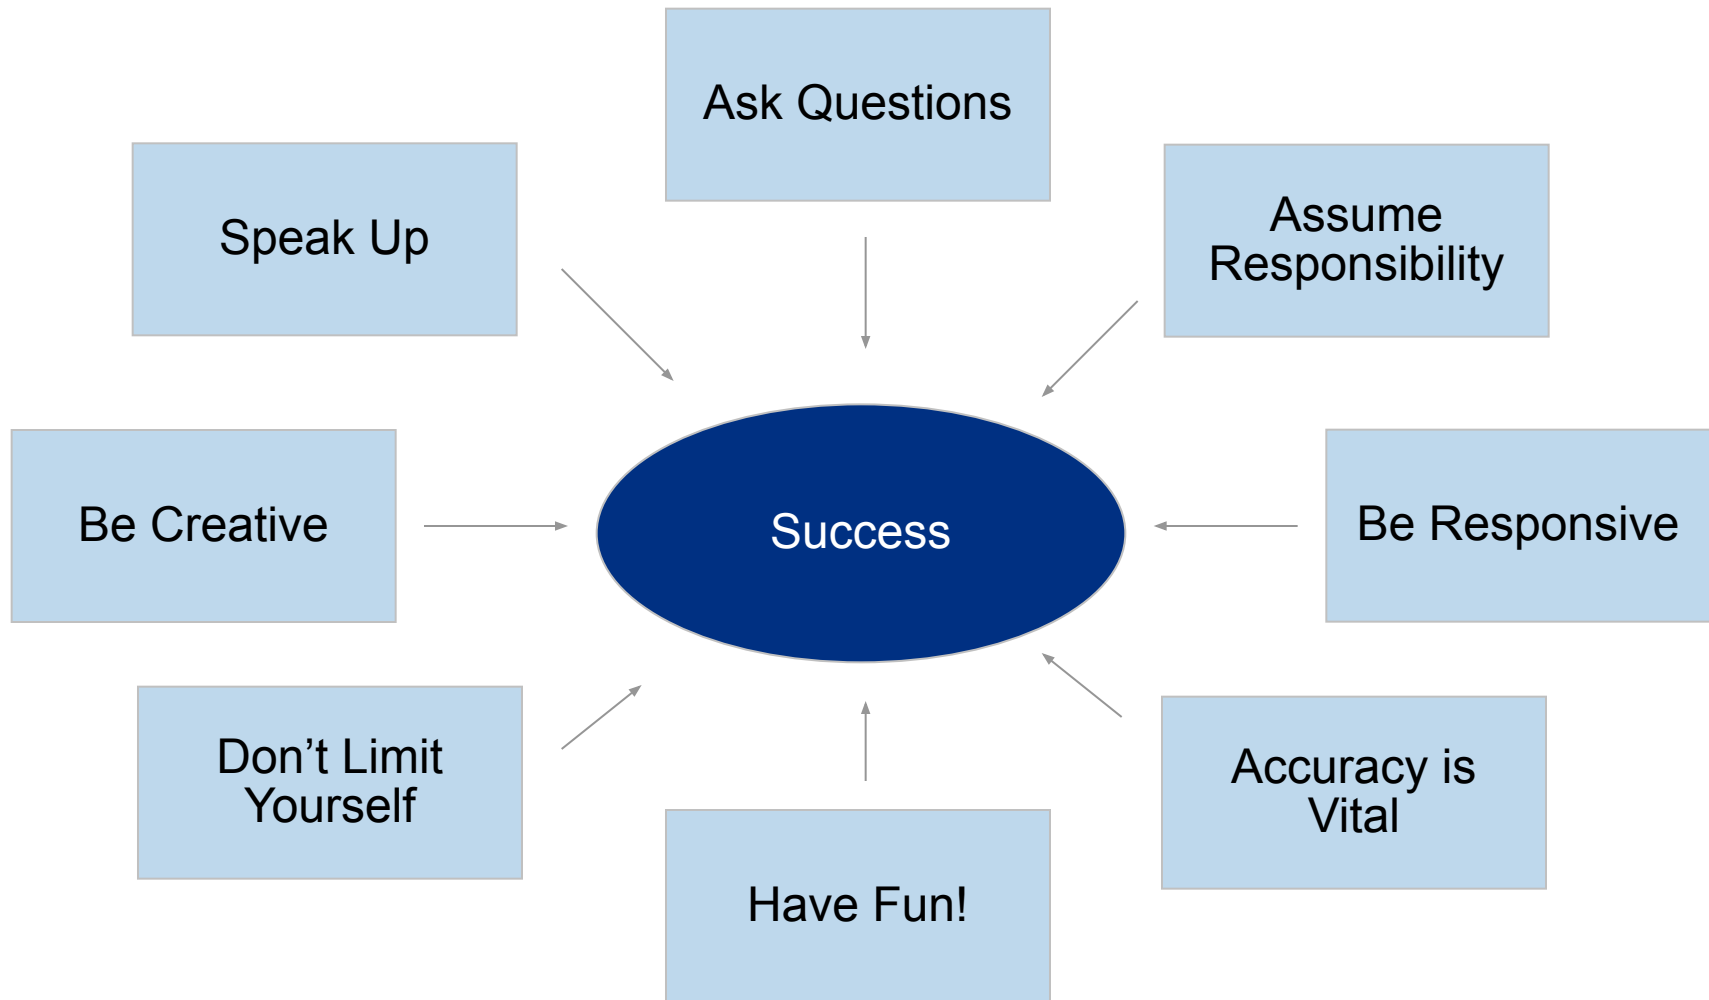 Ask Questions
Speak Up
Assume
Responsibility
Be Creative
Success
Be Responsive
Don’t Limit
Yourself
Accuracy is
Vital
Have Fun!